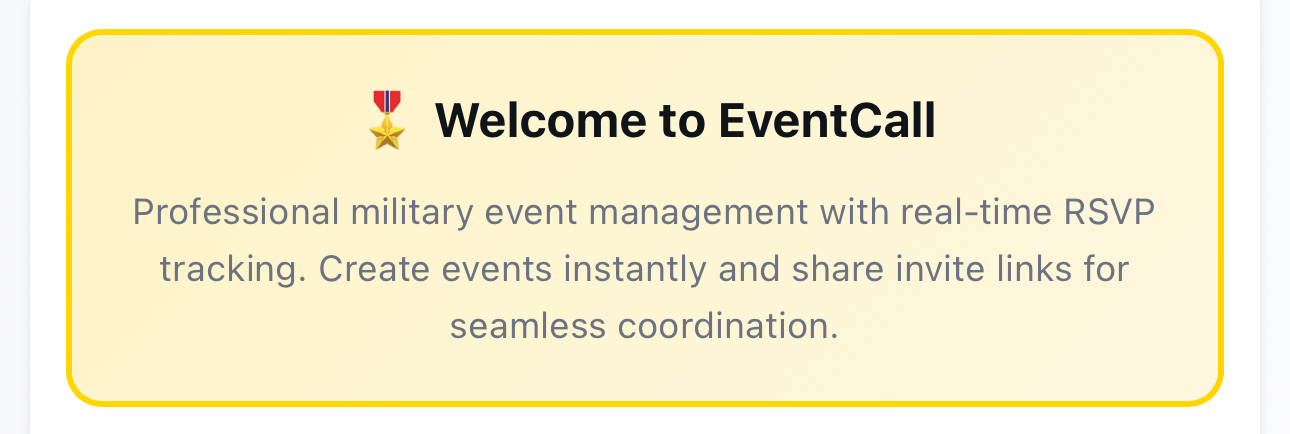 Welcome to EventCall
Professional military event management with real-time RSVP
tracking. Create events instantly and share invite links for
seamless coordination.